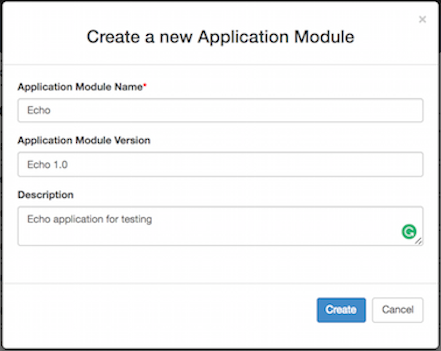 ×
Create a new Application Module
Application Module Name*
Echo
Application Module Version
Echo 1.0
Description
Echo application for testing
Create Cancel